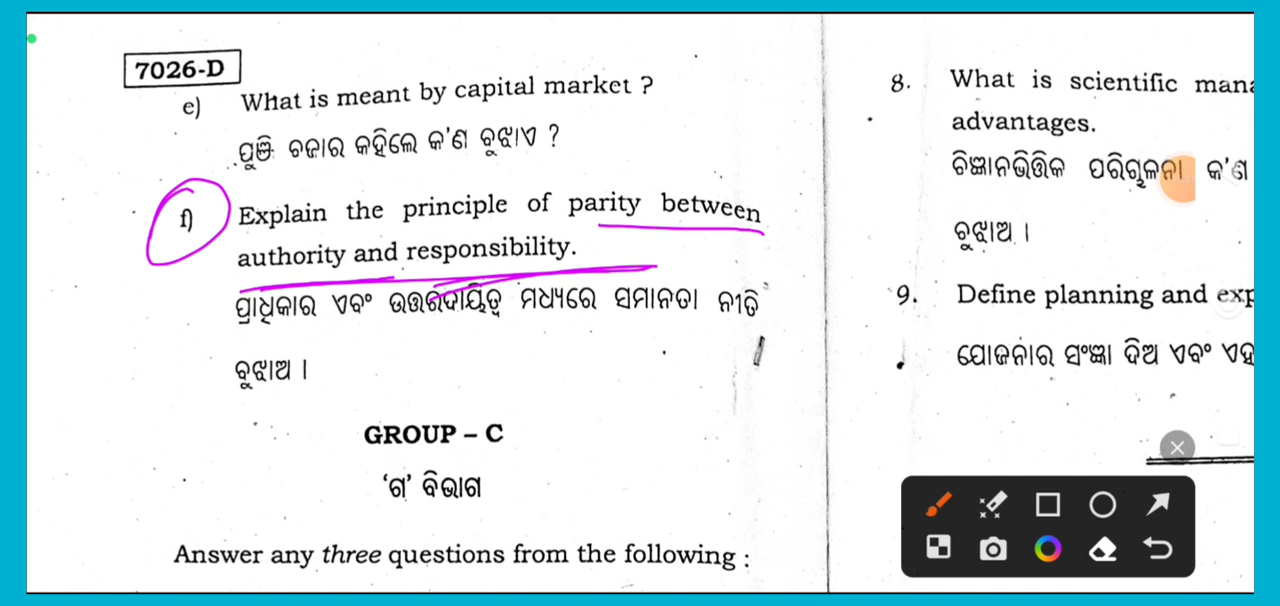 7026-D
e) What is meant by capital market ?
ପୁଞ୍ଜି ବଜାର କହିଲେ କ'ଣ ବୁଝାଏ ?
f) Explain the principle of parity between
authority and responsibility.
ପ୍ରାଧିକାର ଏବଂ ଉତ୍ତରଦାୟିତ୍ୱ ମଧ୍ୟରେ ସମାନତା ନୀତି
ବୁଝାଅ ।
GROUP – C
'ଗ' ବିଭାଗ
Answer any three questions from the following :
8. What is scientific
advantages.
ବିଜ୍ଞାନଭିତ୍ତିକ ପରିଚାଳନା କ'ଣ
ବୁଝାଅ ।
9. Define planning and
ଯୋଜନାର ସଂଜ୍ଞା ଦିଅ ଏବଂ